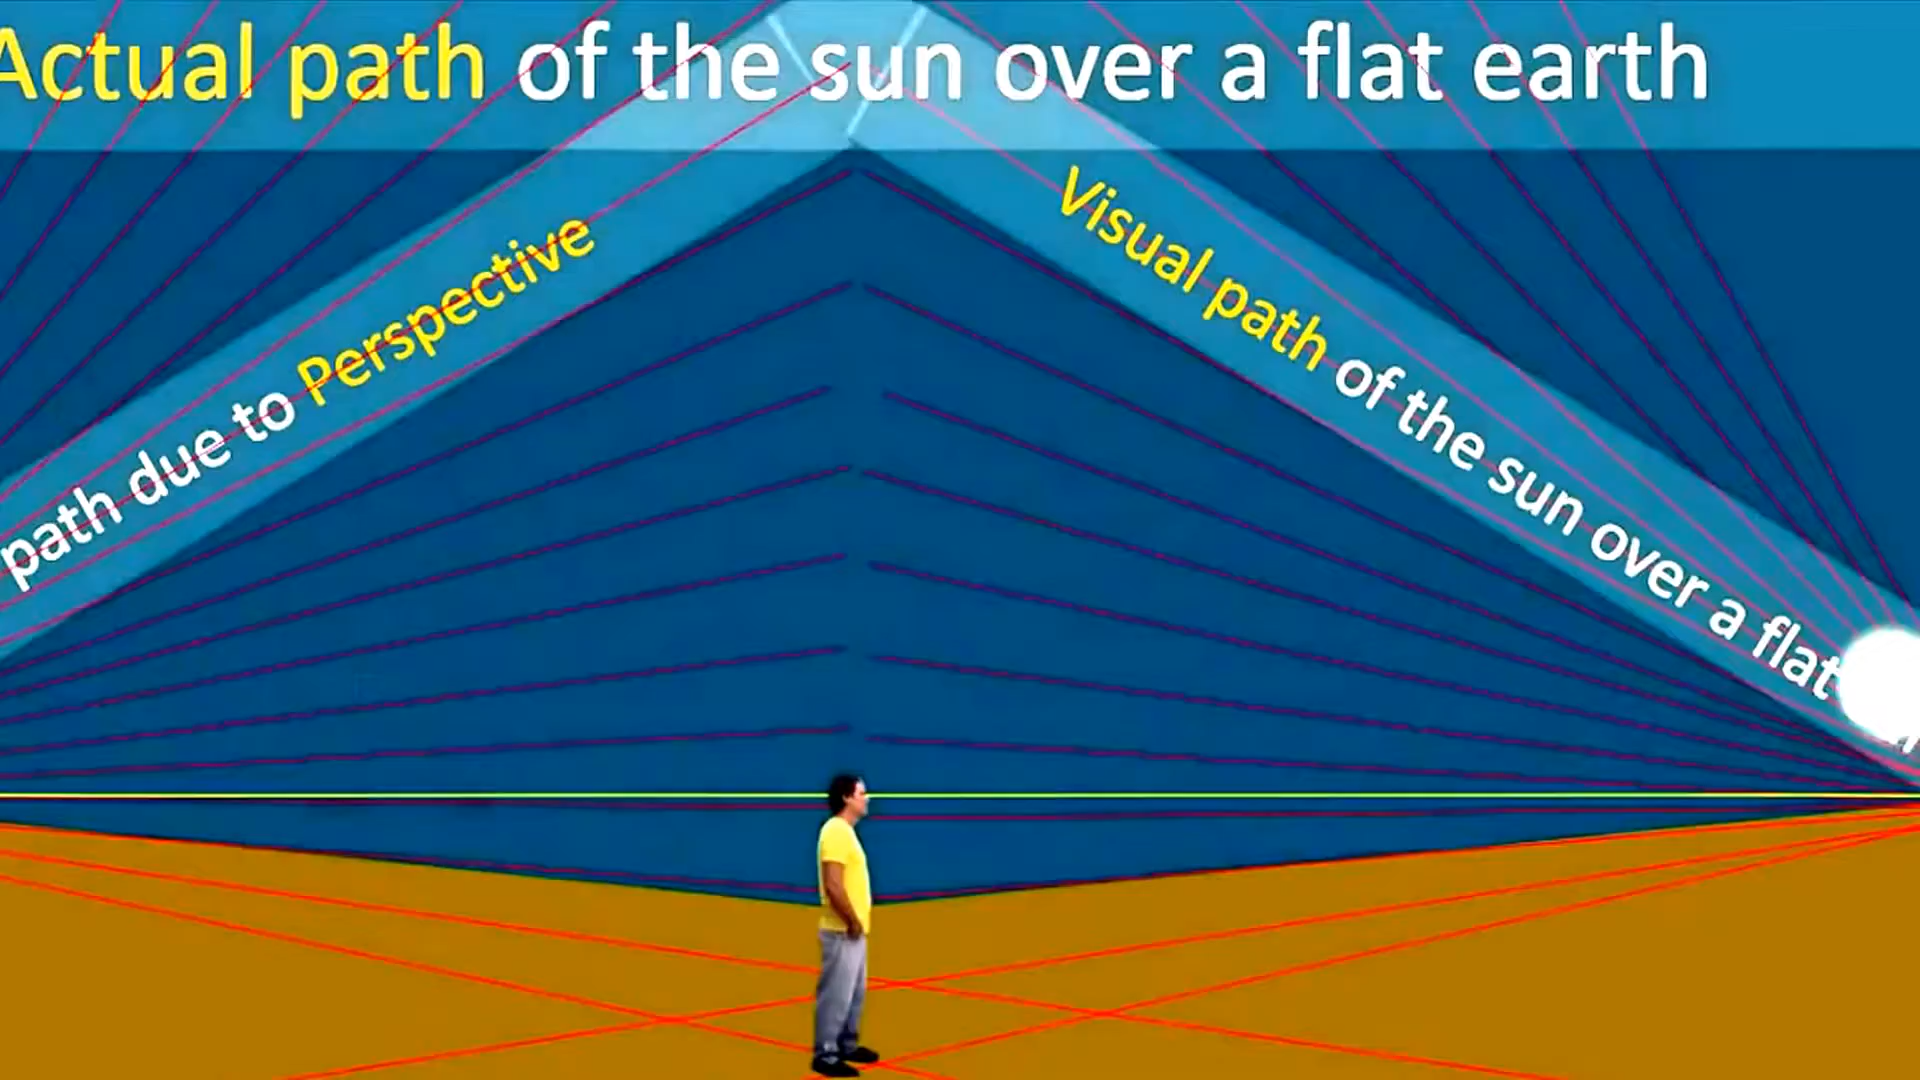 Actual path of the sun over a flat earth
path due to Perspective
Visual path of the sun over a flat